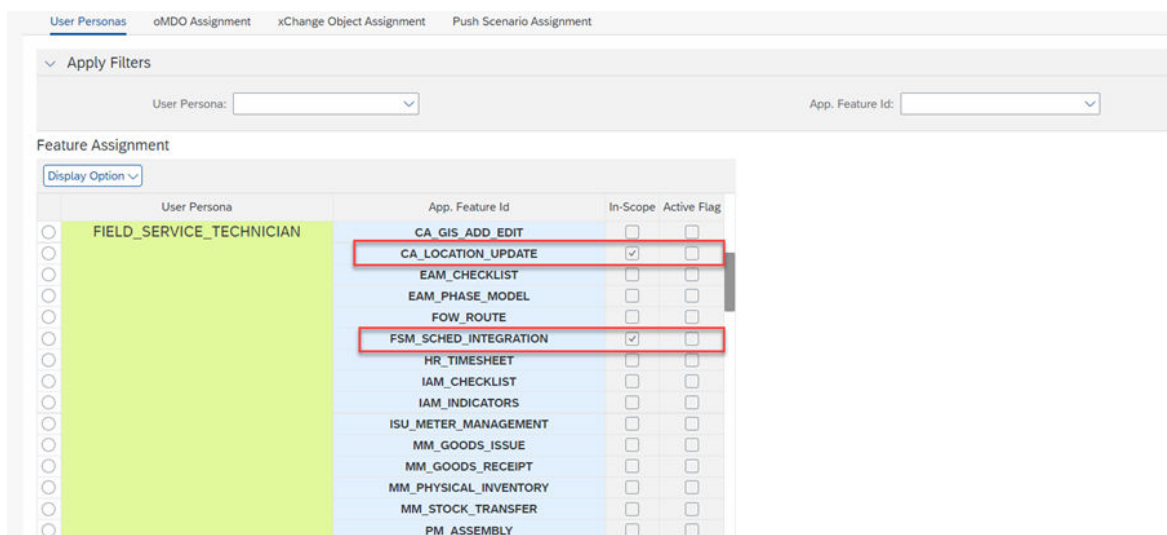 User Personas oMDO Assignment xChange Object Assignment Push Scenario Assignment
Apply Filters
User Persona: App. Feature Id:
Feature Assignment
Display Option
User Persona App. Feature Id In-Scope Active Flag
FIELD_SERVICE_TECHNICIAN CA_GIS_ADD_EDIT
CA_LOCATION_UPDATE
EAM_CHECKLIST
EAM_PHASE_MODEL
FOW_ROUTE
FSM_SCHED_INTEGRATION
HR_TIMESHEET
IAM_CHECKLIST
IAM_INDICATORS
ISU_METER_MANAGEMENT
MM_GOODS_ISSUE
MM_GOODS_RECEIPT
MM_PHYSICAL_INVENTORY
MM_STOCK_TRANSFER
PM_ASSEMBLY